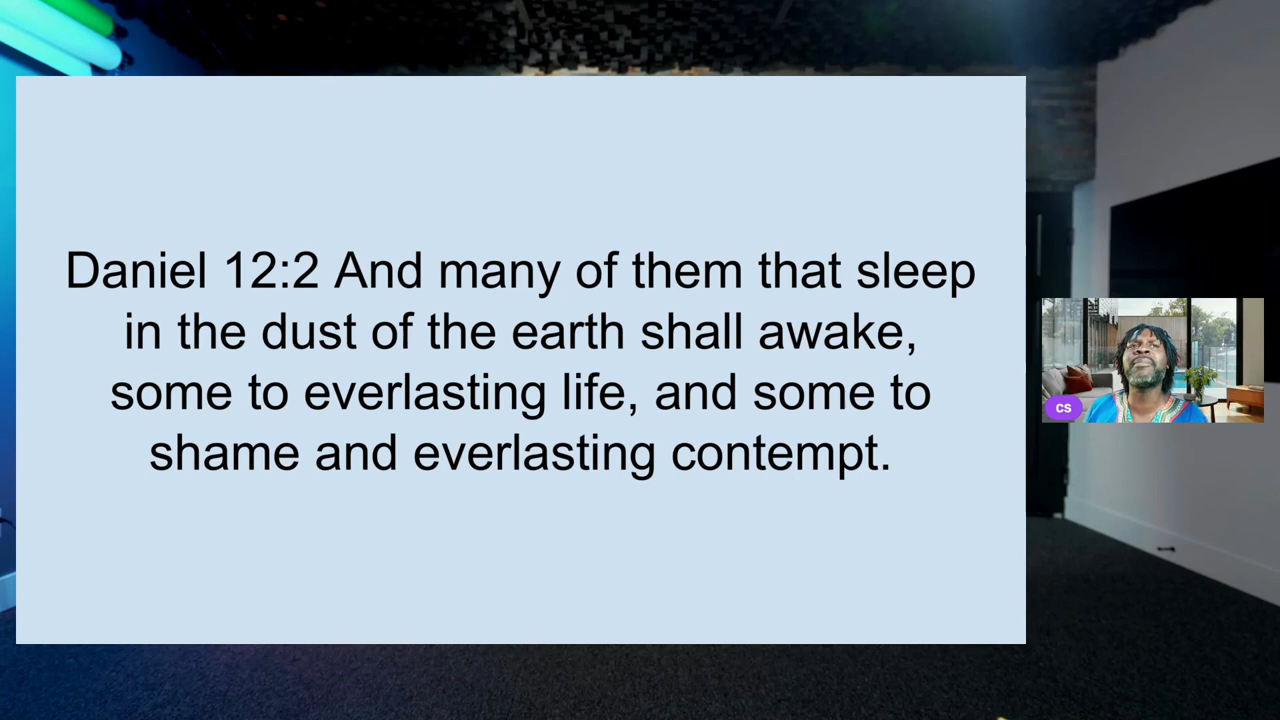 Daniel 12:2 And many of them that sleep
in the dust of the earth shall awake,
some to everlasting life, and some to
shame and everlasting contempt.
CS